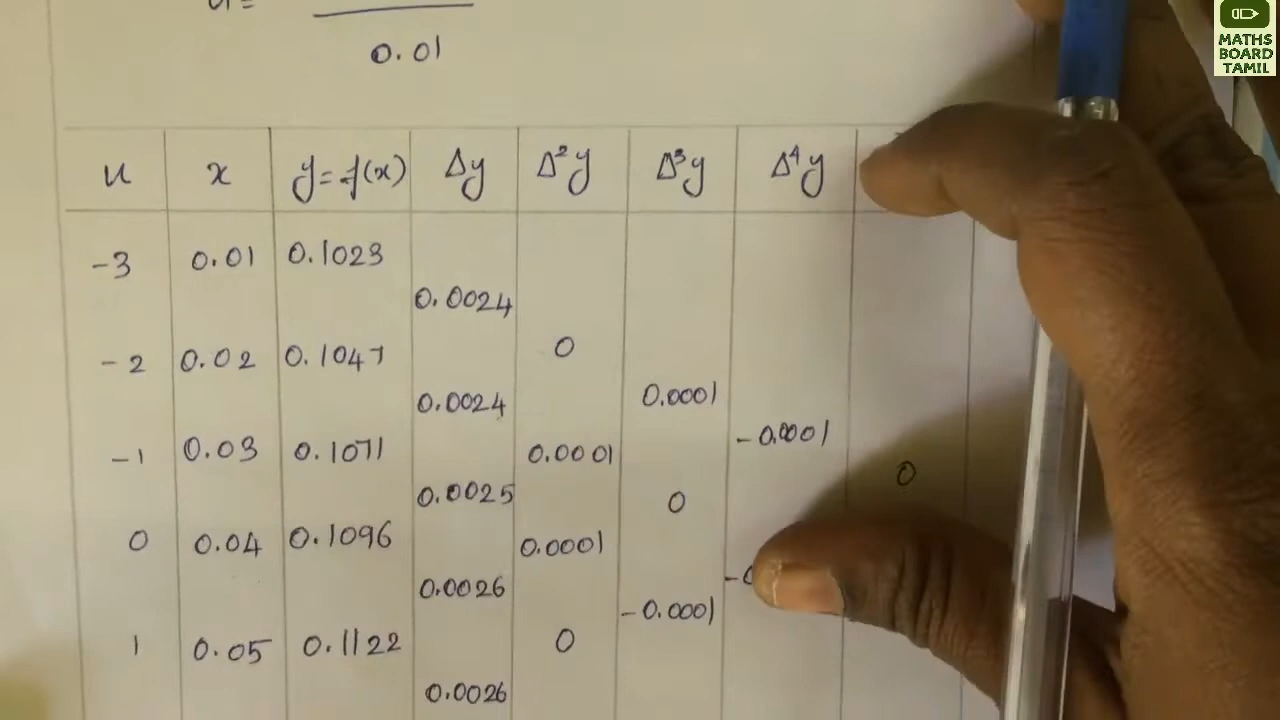 u =
0.01
u x y=f(x) Δy Δ²y Δ³y Δ⁴y
-3 0.01 0.1023
0.0024
-2 0.02 0.1047 0
0.0024 0.0001
-1 0.03 0.1071 0.0001 -0.0001
0.0025 0 0
0 0.04 0.1096 0.0001
0.0026 -0.0001
1 0.05 0.1122 0
0.0026
MATHS
BOARD
TAMIL